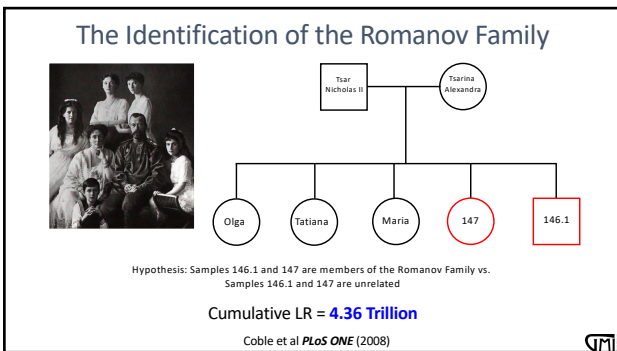 The Identification of the Romanov Family
Tsar
Nicholas II
Tsarina
Alexandra
Olga
Tatiana
Maria
147
146.1
Hypothesis: Samples 146.1 and 147 are members of the Romanov Family vs.
Samples 146.1 and 147 are unrelated
Cumulative LR = 4.36 Trillion
Coble et al PLoS ONE (2008)